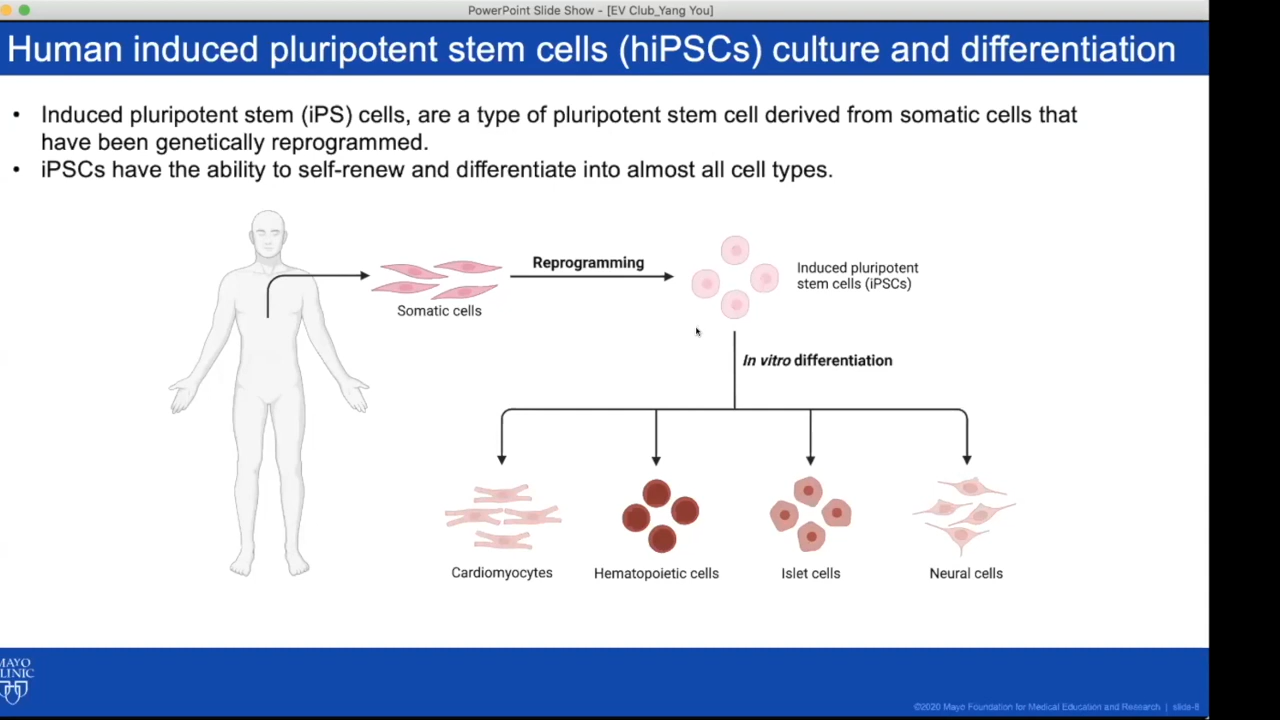 PowerPoint Slide Show - [EV Club_Yang You]
Human induced pluripotent stem cells (hiPSCs) culture and differentiation
• Induced pluripotent stem (iPS) cells, are a type of pluripotent stem cell derived from somatic cells that
have been genetically reprogrammed.
• iPSCs have the ability to self-renew and differentiate into almost all cell types.
Reprogramming
Somatic cells
Induced pluripotent
stem cells (iPSCs)
In vitro differentiation
Cardiomyocytes
Hematopoietic cells
Islet cells
Neural cells
MAYO
CLINIC
©2020 Mayo Foundation for Medical Education and Research | slide-8